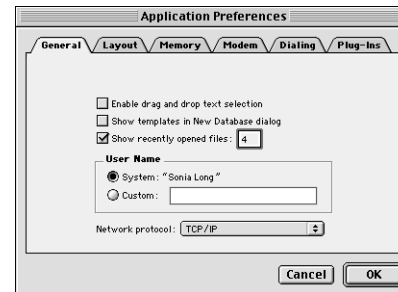 Application Preferences
General Layout Memory Modem Dialing Plug-Ins
Enable drag and drop text selection
Show templates in New Database dialog
Show recently opened files: 4
User Name
System: "Sonia Long"
Custom:
Network protocol: TCP/IP
Cancel OK